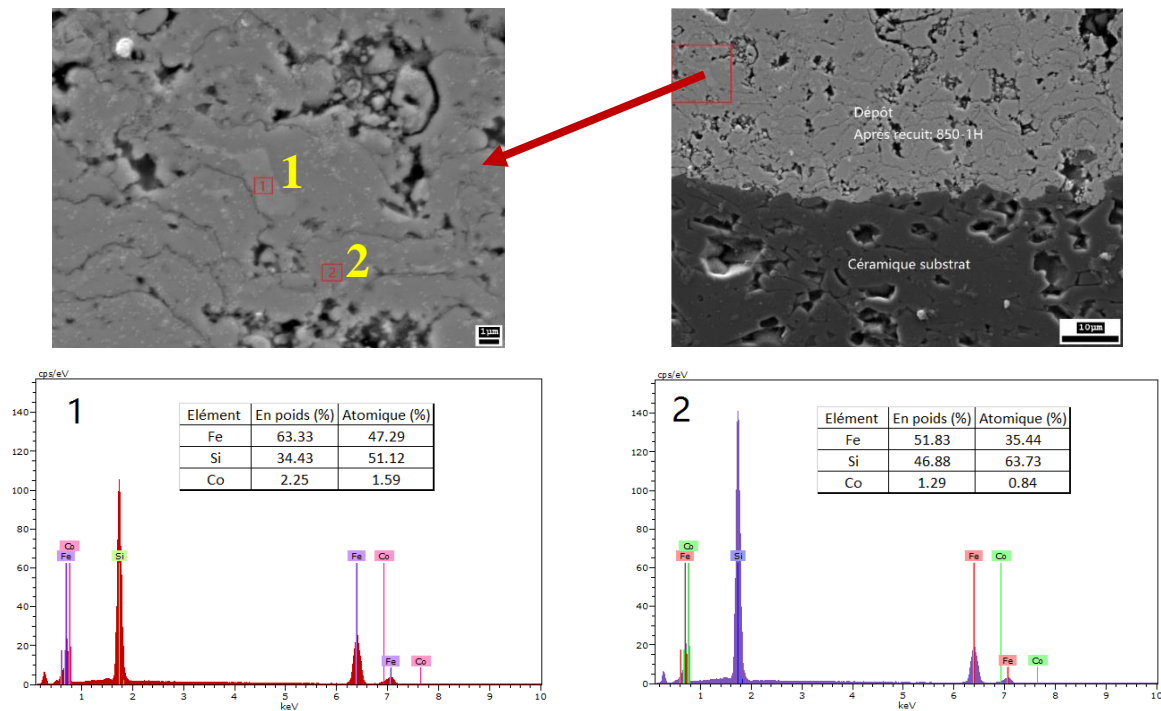 1
1
2
2
1µm
Dépôt
Aprés recuit: 850-1H
Céramique substrat
10µm
cps/eV
1
Elément En poids (%) Atomique (%)
Fe 63.33 47.29
Si 34.43 51.12
Co 2.25 1.59
140
120
100
80
60
40
20
0
Co
Fe Si Fe Co
Fe Co
1 2 3 4 5 6 7 8 9 10
keV
cps/eV
2
Elément En poids (%) Atomique (%)
Fe 51.83 35.44
Si 46.88 63.73
Co 1.29 0.84
140
120
100
80
60
40
20
0
Co
Fe Si Fe Co
Fe Co
1 2 3 4 5 6 7 8 9 10
keV